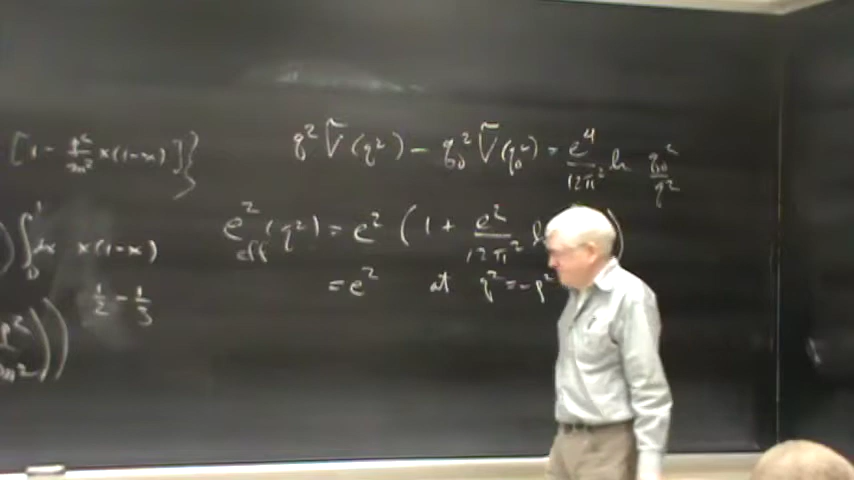 [1 - q²/m² x(1-x)]}
∫₀¹ dx x(1-x)
1/2 - 1/3
q² Ṽ(q²) - q₀² Ṽ(q₀²) = e⁴/12π² ln q₀²/q²
e²eff (q²) = e² (1 + e²/12π²
= e² at q² = -